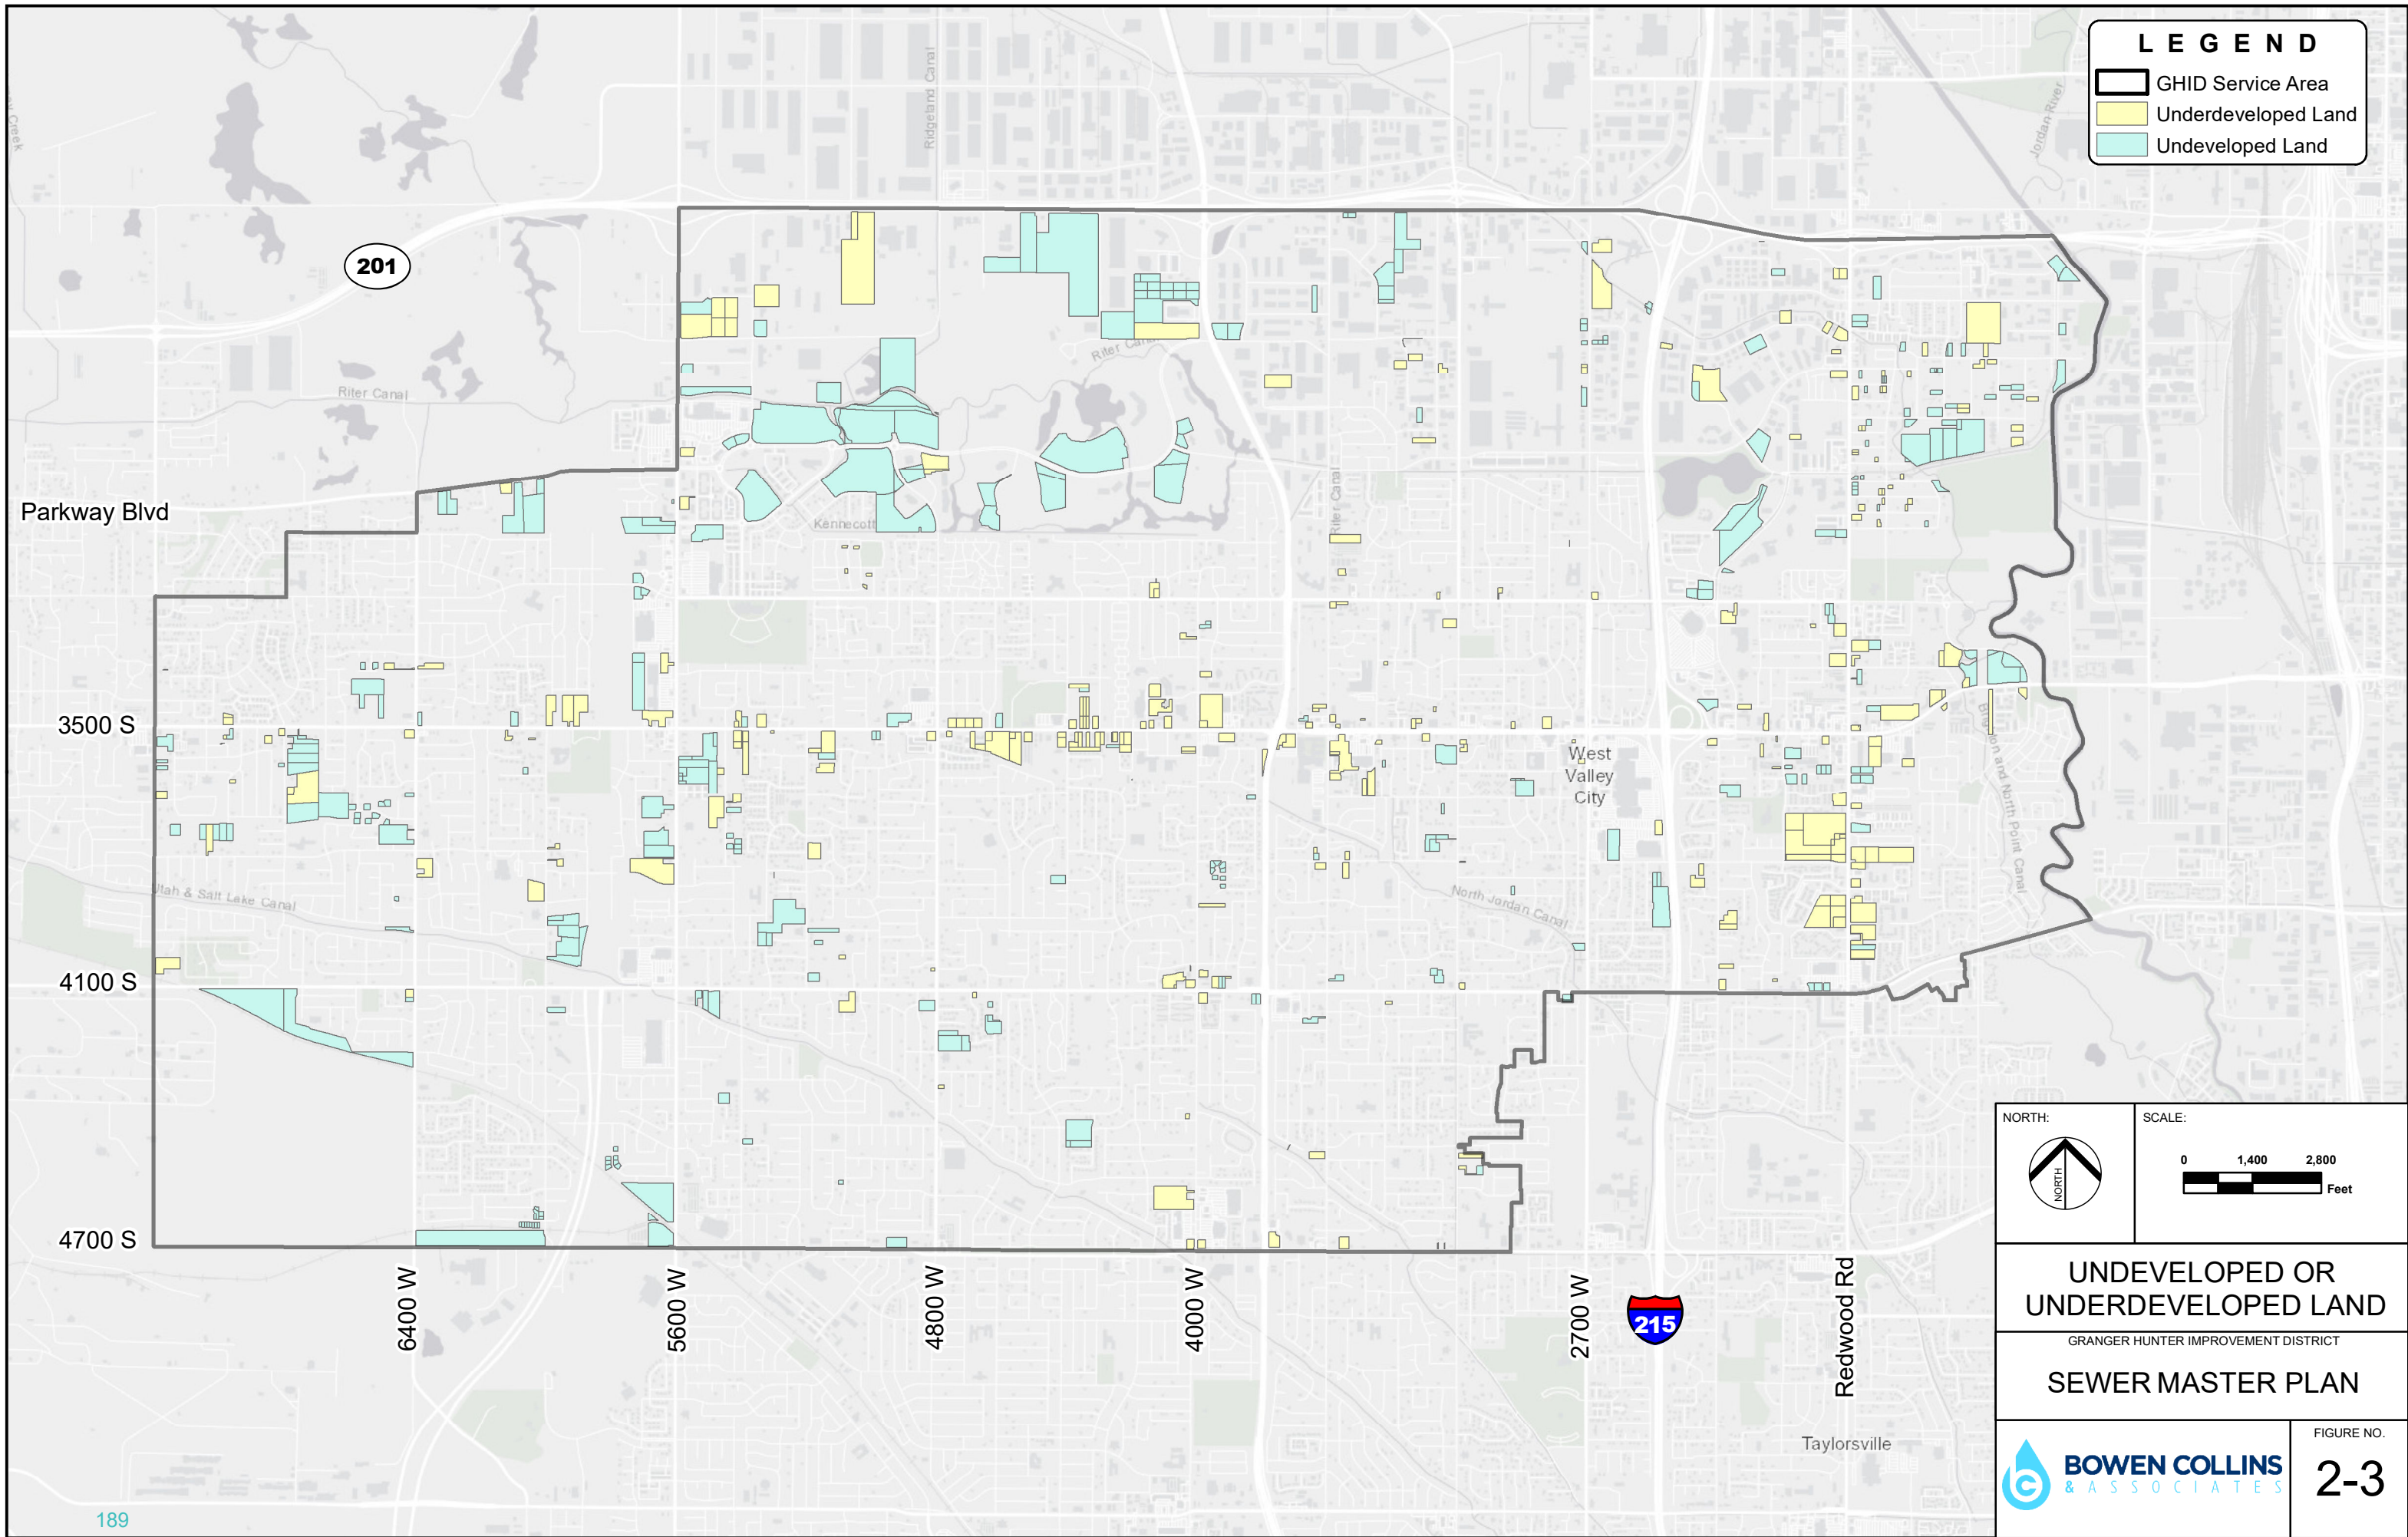 L E G E N D
GHID Service Area
Underdeveloped Land
Undeveloped Land
Ridgeland Canal
Jordan River
Creek
201
Riter Canal
Riter Canal
Parkway Blvd
Kennecott
Riter Canal
3500 S
West
Valley
City
Brighton and North Point Canal
Utah & Salt Lake Canal
North Jordan Canal
4100 S
4700 S
6400 W
5600 W
4800 W
4000 W
2700 W
215
Redwood Rd
Taylorsville
NORTH:
NORTH
SCALE:
0 1,400 2,800
Feet
UNDEVELOPED OR
UNDERDEVELOPED LAND
GRANGER HUNTER IMPROVEMENT DISTRICT
SEWER MASTER PLAN
BOWEN COLLINS
& ASSOCIATES
FIGURE NO.
2-3
189